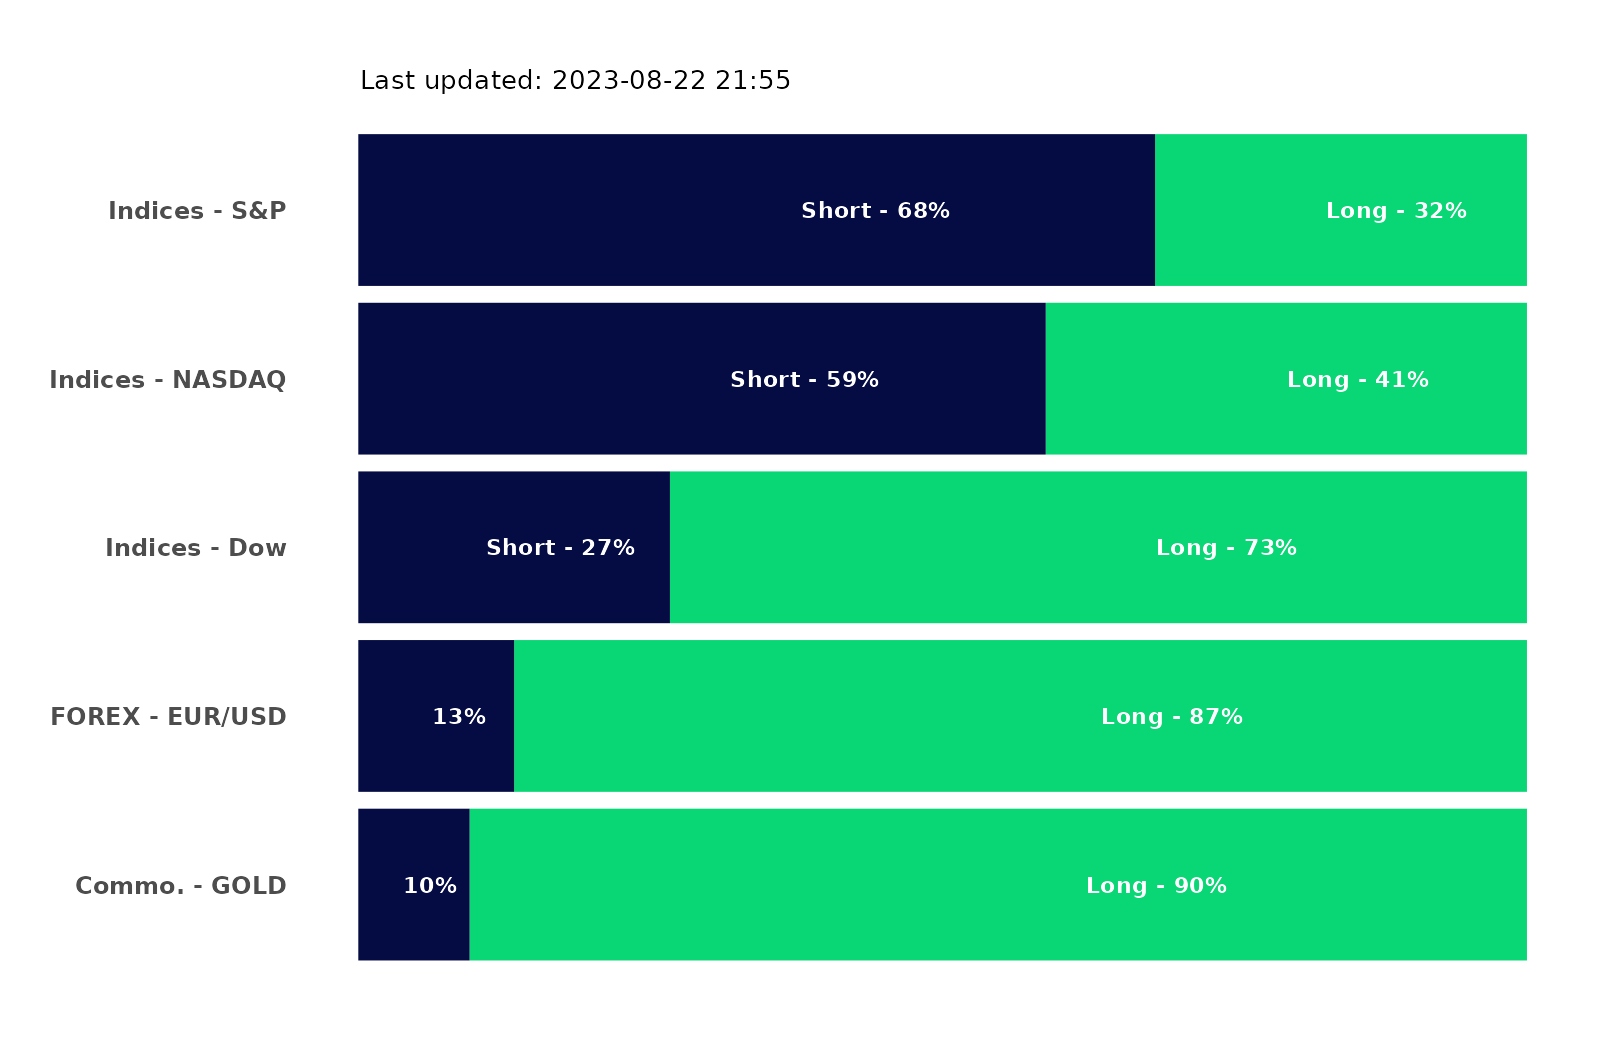 Last updated: 2023-08-22 21:55
Indices - S&P Short - 68% Long - 32%
Indices - NASDAQ Short - 59% Long - 41%
Indices - Dow Short - 27% Long - 73%
FOREX - EUR/USD 13% Long - 87%
Commo. - GOLD 10% Long - 90%